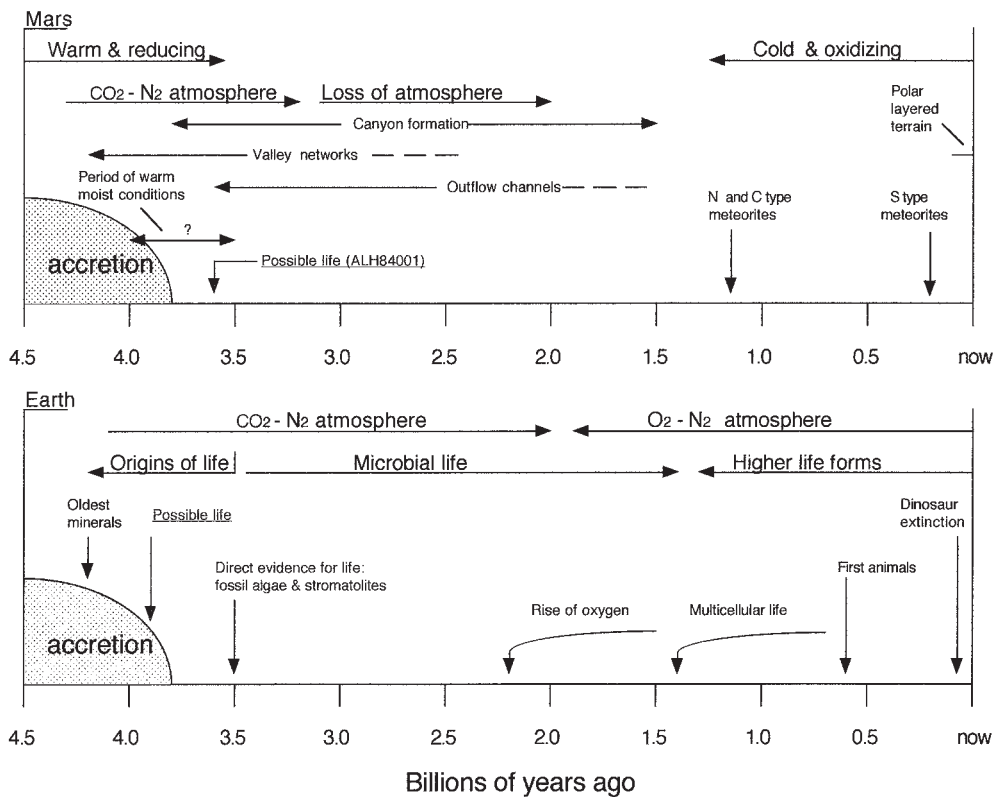 Mars
Warm & reducing
Cold & oxidizing
CO2 - N2 atmosphere
Loss of atmosphere
Polar
layered
terrain
Canyon formation
Valley networks
Period of warm
moist conditions
?
Outflow channels
N and C type
meteorites
S type
meteorites
accretion
Possible life (ALH84001)
4.5 4.0 3.5 3.0 2.5 2.0 1.5 1.0 0.5 now
Earth
CO2 - N2 atmosphere
O2 - N2 atmosphere
Origins of life
Microbial life
Higher life forms
Oldest
minerals
Possible life
Dinosaur
extinction
Direct evidence for life:
fossil algae & stromatolites
First animals
Rise of oxygen
Multicellular life
accretion
4.5 4.0 3.5 3.0 2.5 2.0 1.5 1.0 0.5 now
Billions of years ago